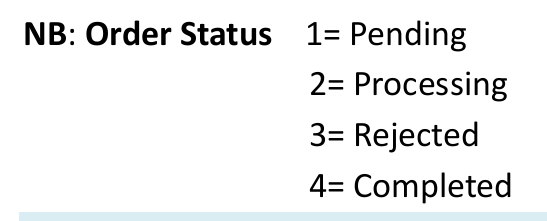 NB: Order Status 1= Pending
2= Processing
3= Rejected
4= Completed